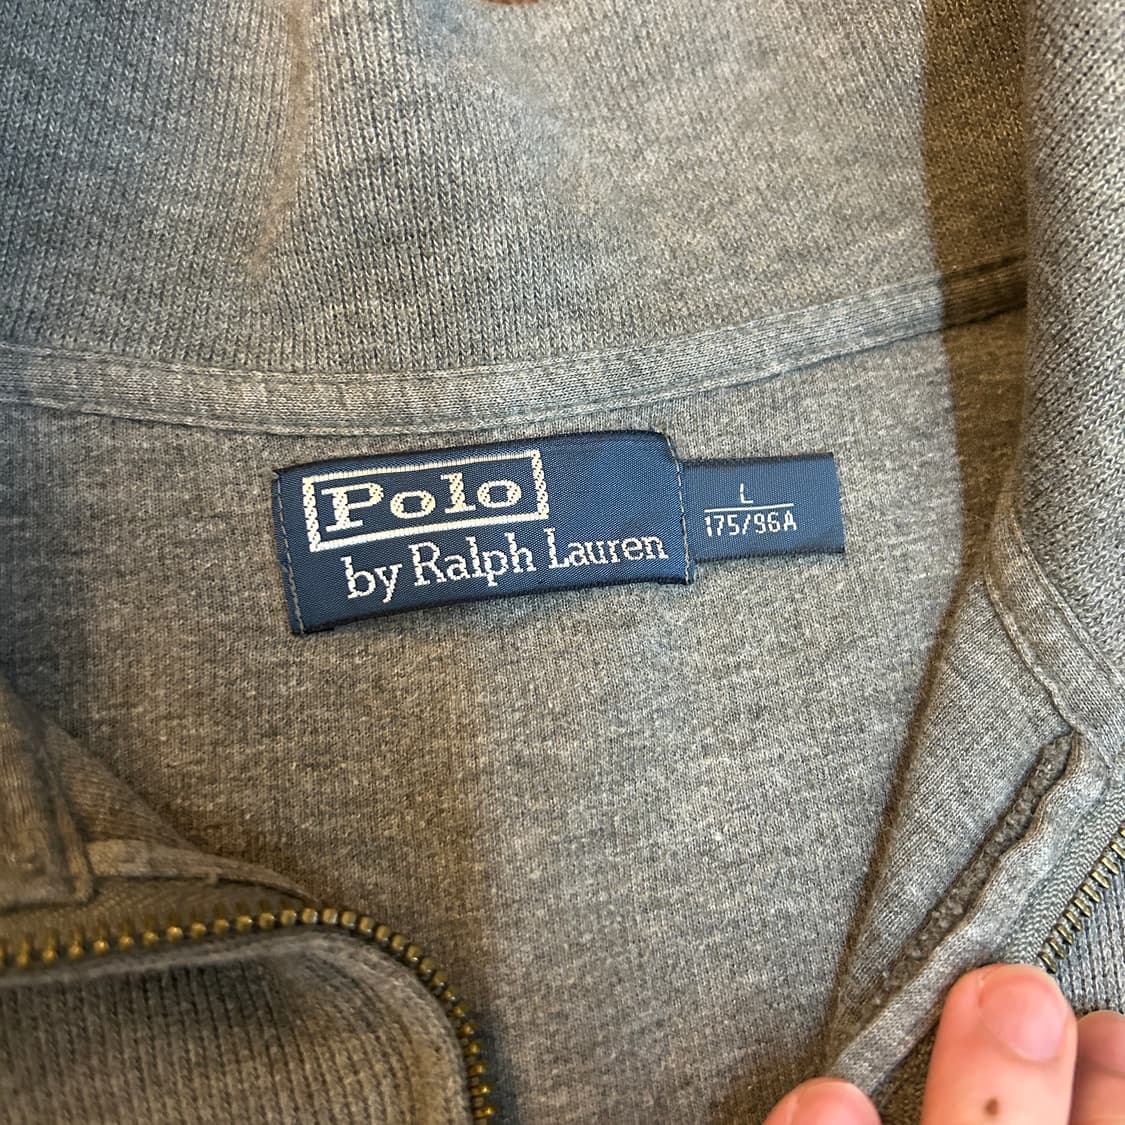 Polo
by Ralph Lauren
L
175/96A